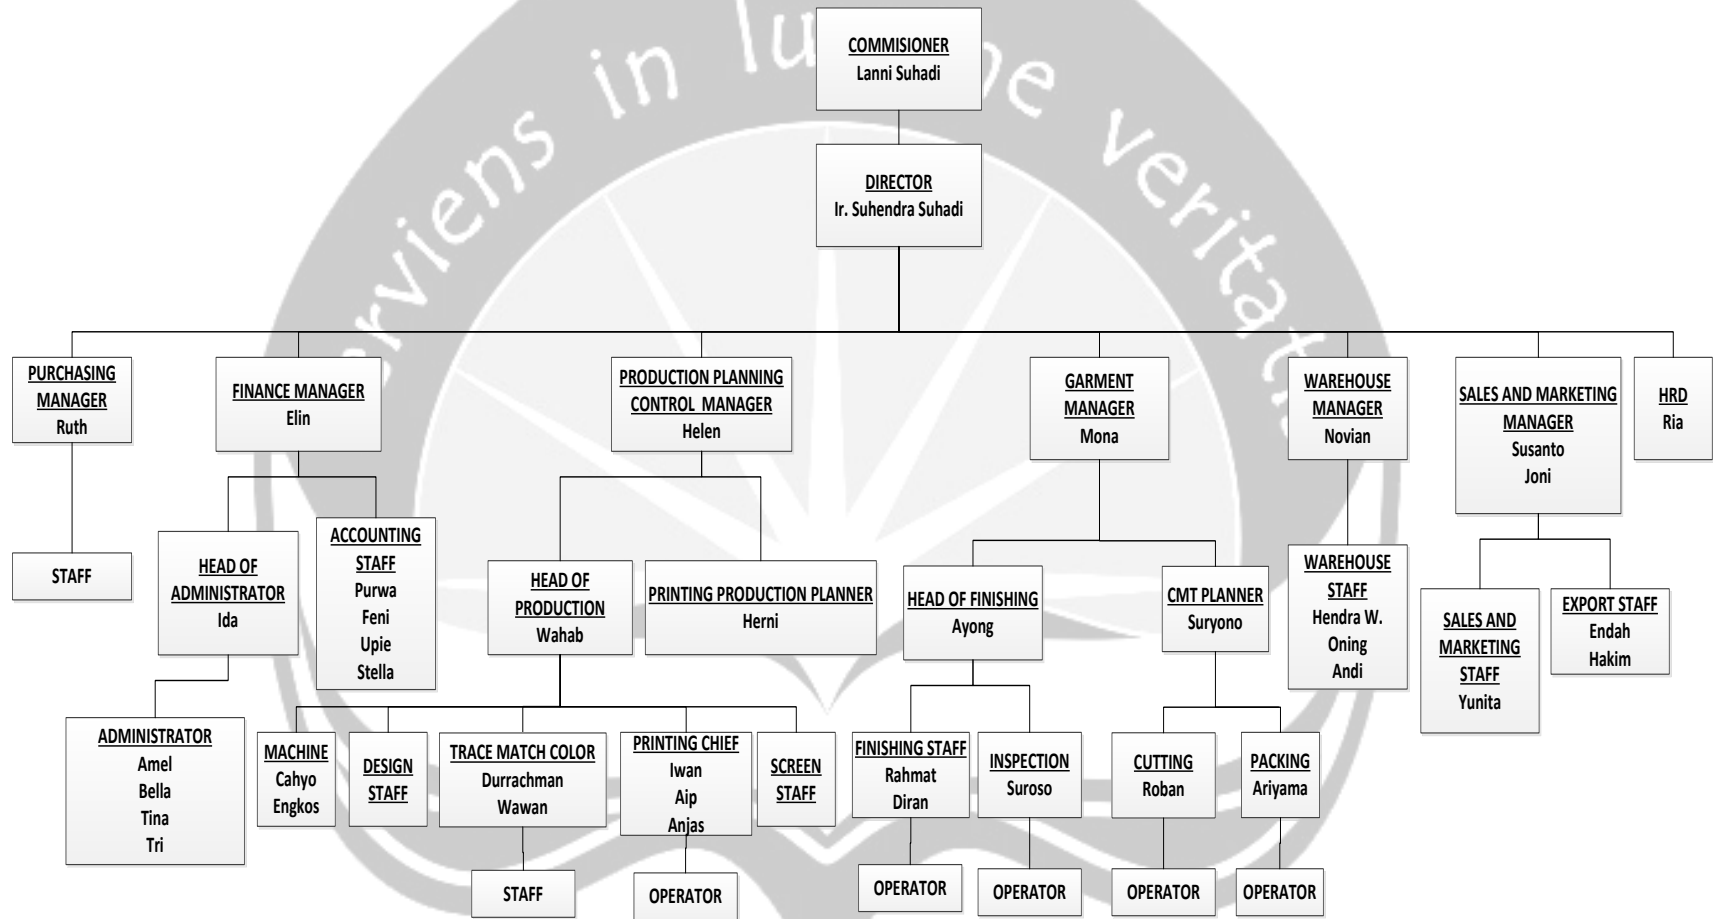 serviens in lumine veritatis
COMMISIONER
Lanni Suhadi
DIRECTOR
Ir. Suhendra Suhadi
PURCHASING
MANAGER
Ruth
FINANCE MANAGER
Elin
PRODUCTION PLANNING
CONTROL MANAGER
Helen
GARMENT
MANAGER
Mona
WAREHOUSE
MANAGER
Novian
SALES AND MARKETING
MANAGER
Susanto
Joni
HRD
Ria
STAFF
HEAD OF
ADMINISTRATOR
Ida
ACCOUNTING
STAFF
Purwa
Feni
Upie
Stella
HEAD OF
PRODUCTION
Wahab
PRINTING PRODUCTION PLANNER
Herni
HEAD OF FINISHING
Ayong
CMT PLANNER
Suryono
WAREHOUSE
STAFF
Hendra W.
Oning
Andi
SALES AND
MARKETING
STAFF
Yunita
EXPORT STAFF
Endah
Hakim
ADMINISTRATOR
Amel
Bella
Tina
Tri
MACHINE
Cahyo
Engkos
DESIGN
STAFF
TRACE MATCH COLOR
Durrachman
Wawan
PRINTING CHIEF
Iwan
Aip
Anjas
SCREEN
STAFF
FINISHING STAFF
Rahmat
Diran
INSPECTION
Suroso
CUTTING
Roban
PACKING
Ariyama
STAFF
OPERATOR
OPERATOR
OPERATOR
OPERATOR
OPERATOR